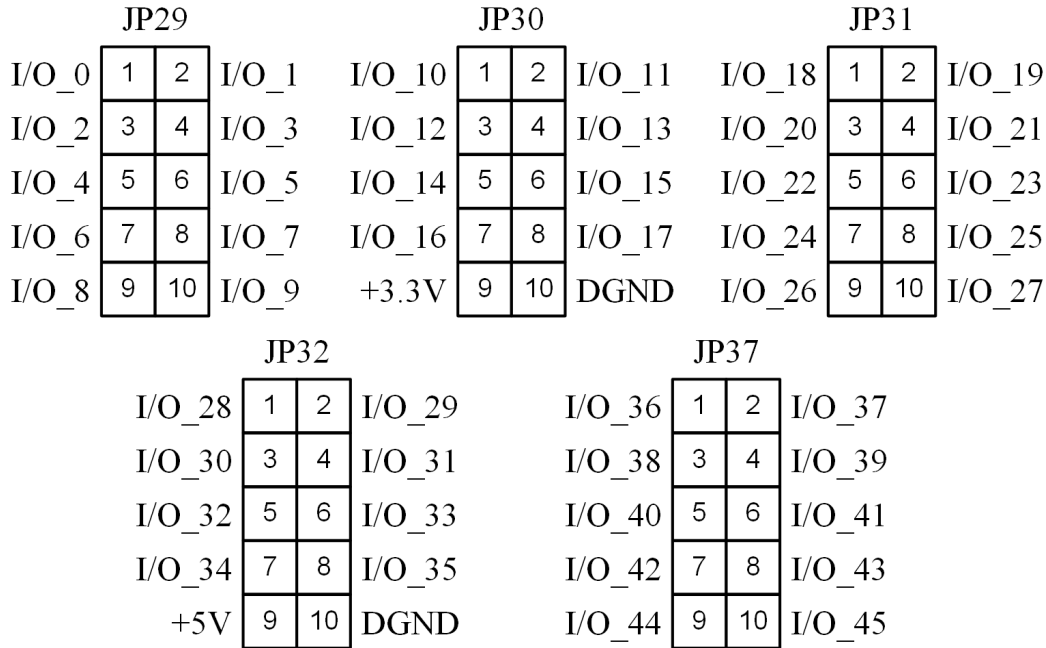 JP29 JP30 JP31
I/O_0 1 2 I/O_1 I/O_10 1 2 I/O_11 I/O_18 1 2 I/O_19
I/O_2 3 4 I/O_3 I/O_12 3 4 I/O_13 I/O_20 3 4 I/O_21
I/O_4 5 6 I/O_5 I/O_14 5 6 I/O_15 I/O_22 5 6 I/O_23
I/O_6 7 8 I/O_7 I/O_16 7 8 I/O_17 I/O_24 7 8 I/O_25
I/O_8 9 10 I/O_9 +3.3V 9 10 DGND I/O_26 9 10 I/O_27
JP32 JP37
I/O_28 1 2 I/O_29 I/O_36 1 2 I/O_37
I/O_30 3 4 I/O_31 I/O_38 3 4 I/O_39
I/O_32 5 6 I/O_33 I/O_40 5 6 I/O_41
I/O_34 7 8 I/O_35 I/O_42 7 8 I/O_43
+5V 9 10 DGND I/O_44 9 10 I/O_45